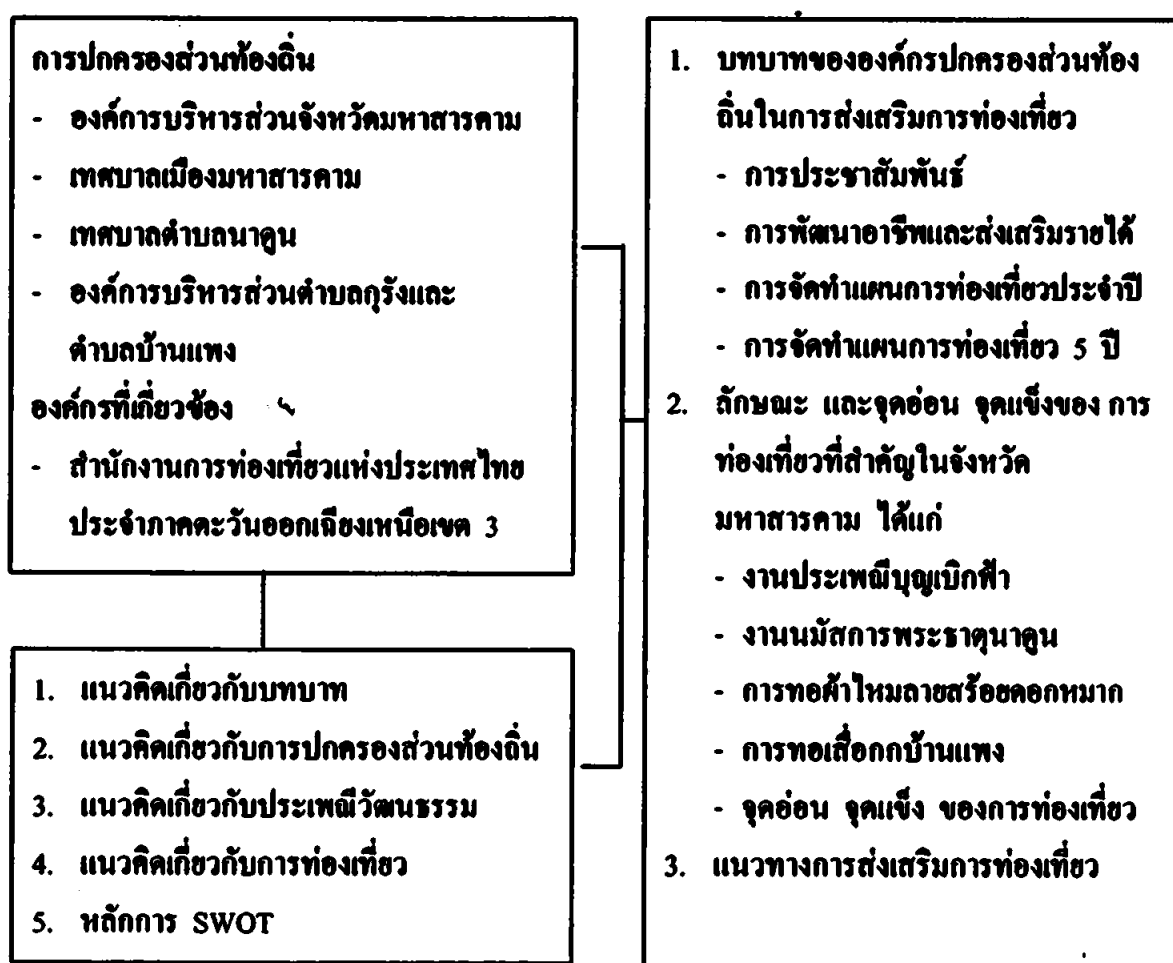 การปกครองส่วนท้องถิ่น
- องค์การบริหารส่วนจังหวัดมหาสารคาม
- เทศบาลเมืองมหาสารคาม
- เทศบาลตำบลนาดูน
- องค์การบริหารส่วนตำบลกุรังและ
ตำบลบ้านแพง
องค์กรที่เกี่ยวข้อง
- สำนักงานการท่องเที่ยวแห่งประเทศไทย
ประจำภาคตะวันออกเฉียงเหนือเขต 3
1. แนวคิดเกี่ยวกับบทบาท
2. แนวคิดเกี่ยวกับการปกครองส่วนท้องถิ่น
3. แนวคิดเกี่ยวกับประเพณีวัฒนธรรม
4. แนวคิดเกี่ยวกับการท่องเที่ยว
5. หลักการ SWOT
1. บทบาทขององค์กรปกครองส่วนท้อง
ถิ่นในการส่งเสริมการท่องเที่ยว
- การประชาสัมพันธ์
- การพัฒนาอาชีพและส่งเสริมรายได้
- การจัดทำแผนการท่องเที่ยวประจำปี
- การจัดทำแผนการท่องเที่ยว 5 ปี
2. ลักษณะ และจุดอ่อน จุดแข็งของ การ
ท่องเที่ยวที่สำคัญในจังหวัด
มหาสารคาม ได้แก่
- งานประเพณีบุญเบิกฟ้า
- งานนมัสการพระธาตุนาดูน
- การทอผ้าไหมลายสร้อยดอกหมาก
- การทอเสื่อกกบ้านแพง
- จุดอ่อน จุดแข็ง ของการท่องเที่ยว
3. แนวทางการส่งเสริมการท่องเที่ยว